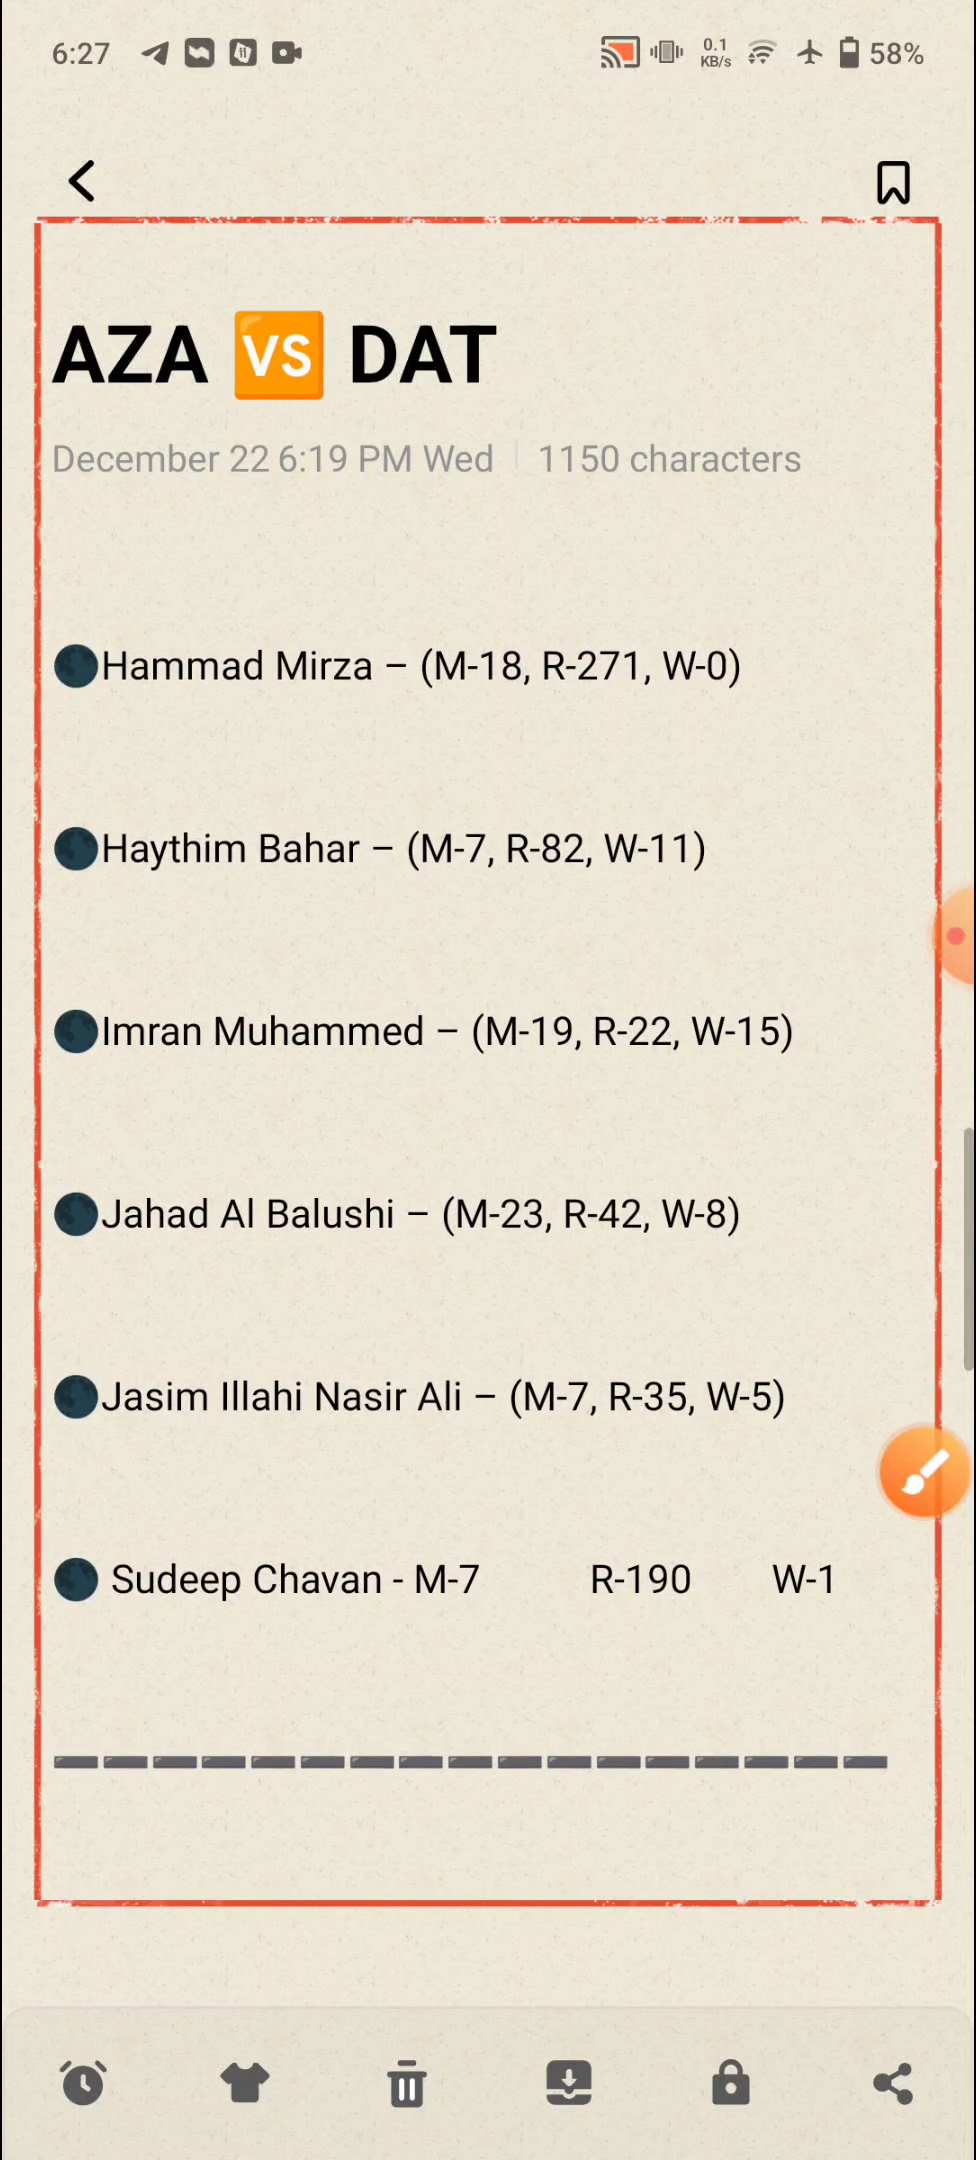 6:27
0.1
KB/s
58%
AZA 🆚 DAT
December 22 6:19 PM Wed | 1150 characters
🌑Hammad Mirza – (M-18, R-271, W-0)
🌑Haythim Bahar – (M-7, R-82, W-11)
🌑Imran Muhammed – (M-19, R-22, W-15)
🌑Jahad Al Balushi – (M-23, R-42, W-8)
🌑Jasim Illahi Nasir Ali – (M-7, R-35, W-5)
🌑 Sudeep Chavan - M-7 R-190 W-1